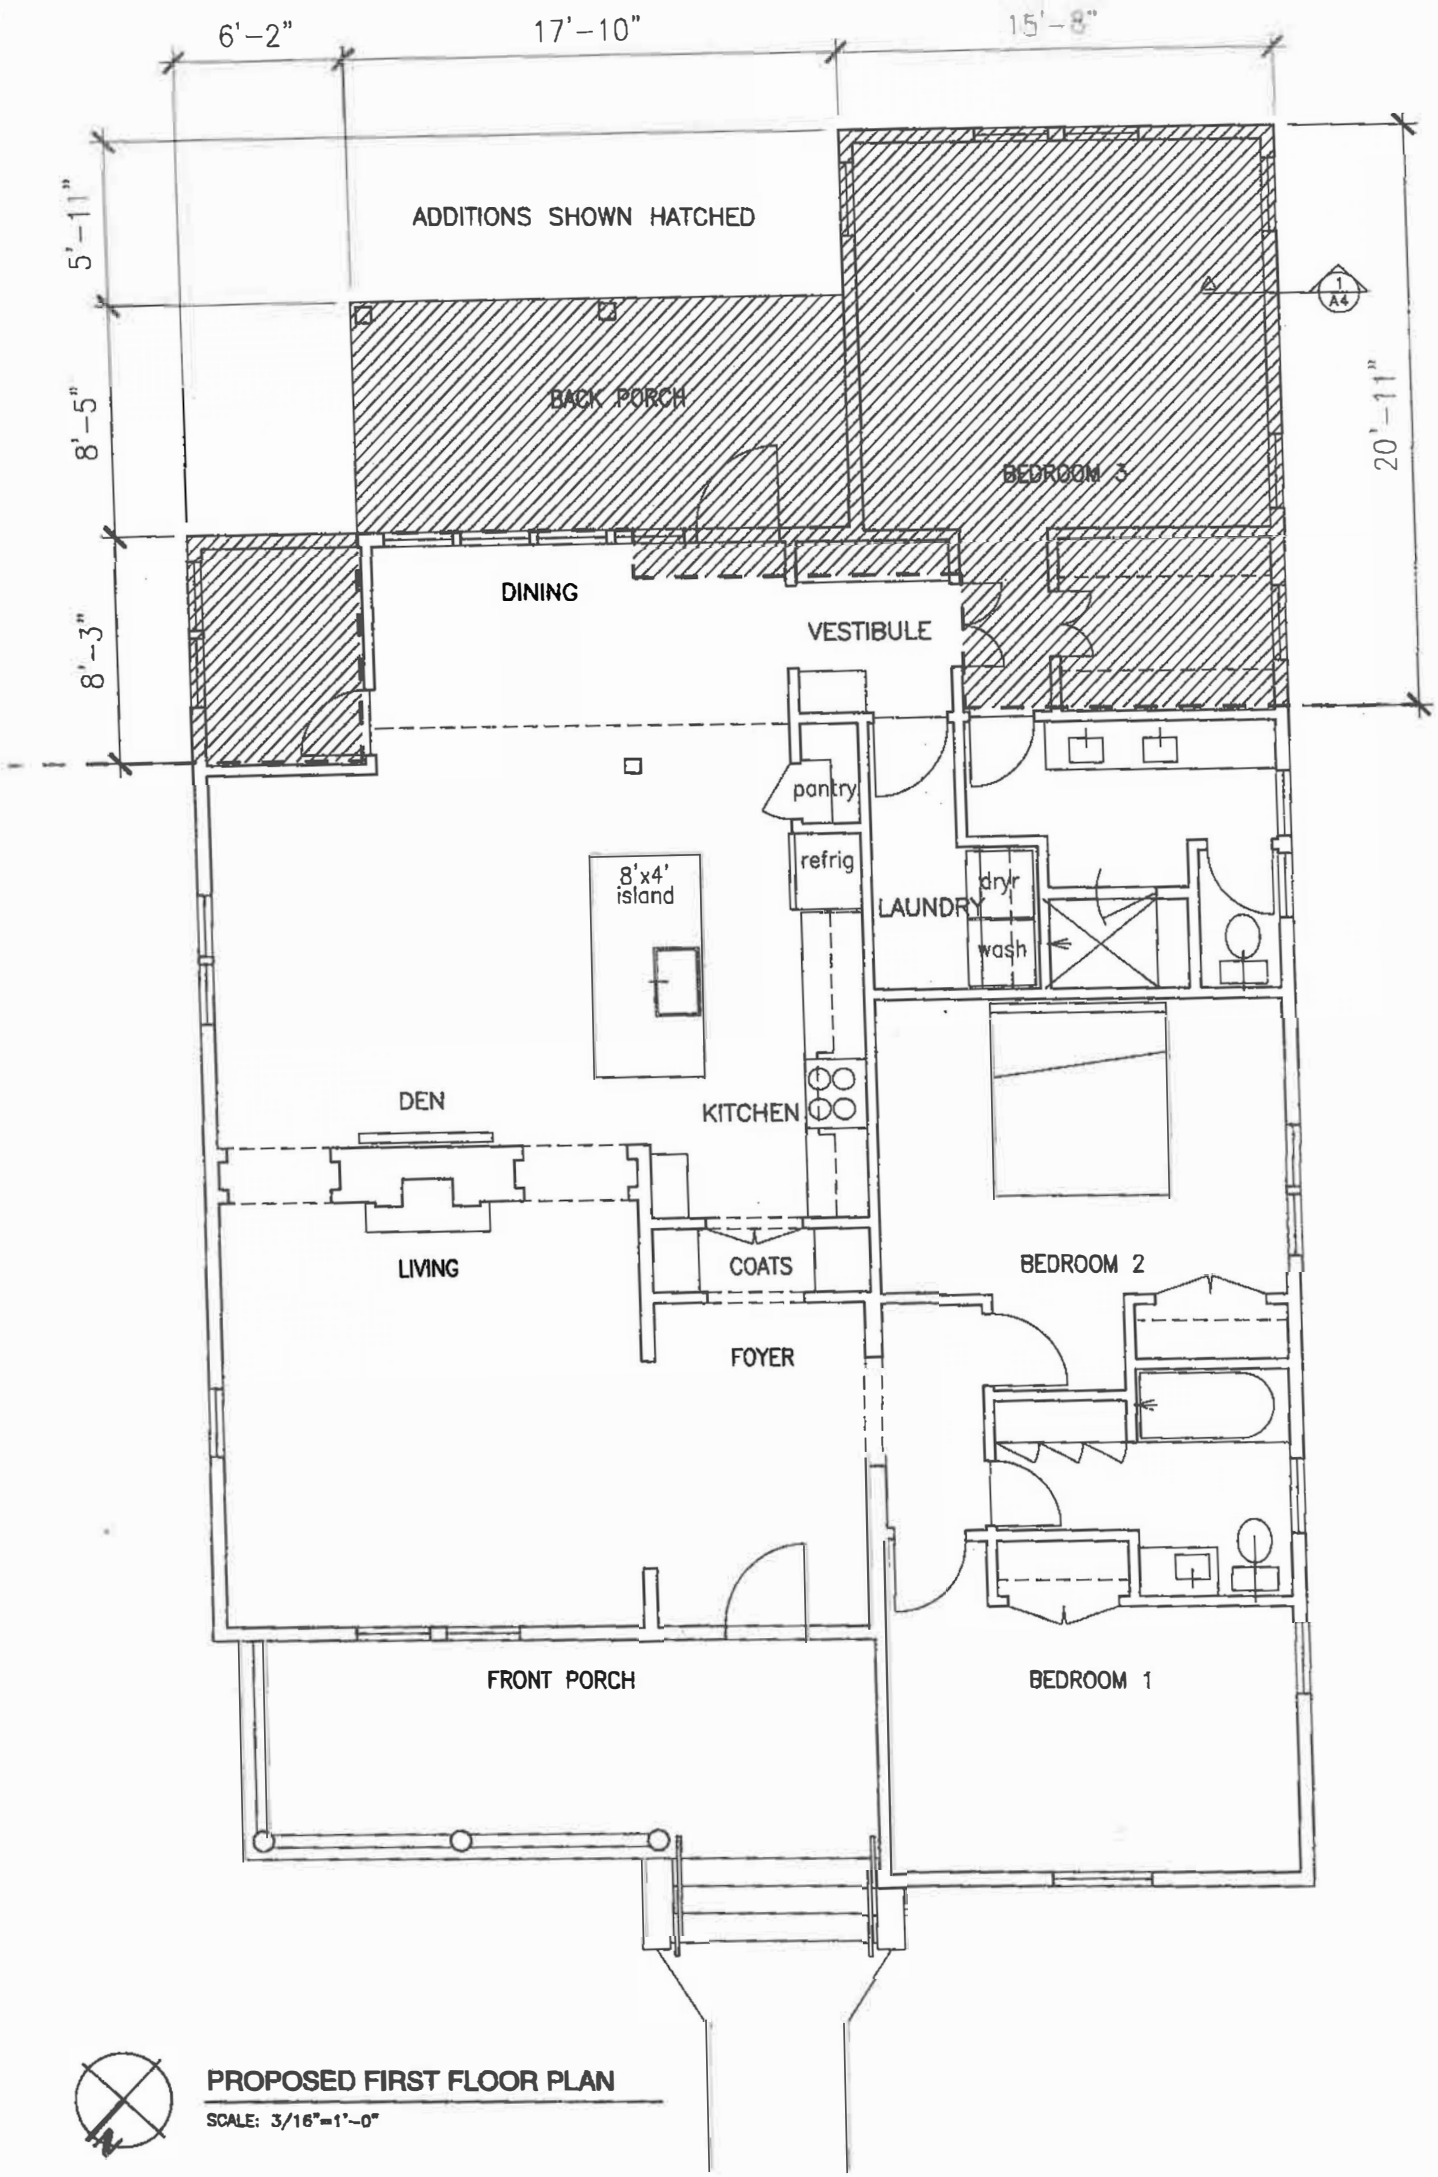 6'-2"
17'-10"
15'-8"
5'-11"
ADDITIONS SHOWN HATCHED
1
A4
8'-5"
BACK PORCH
20'-11"
BEDROOM 3
8'-3"
DINING
VESTIBULE
pantry
refrig
8'x4'
island
dryr
LAUNDRY
wash
DEN
KITCHEN
LIVING
COATS
BEDROOM 2
FOYER
FRONT PORCH
BEDROOM 1
N
PROPOSED FIRST FLOOR PLAN
SCALE: 3/16"=1'-0"